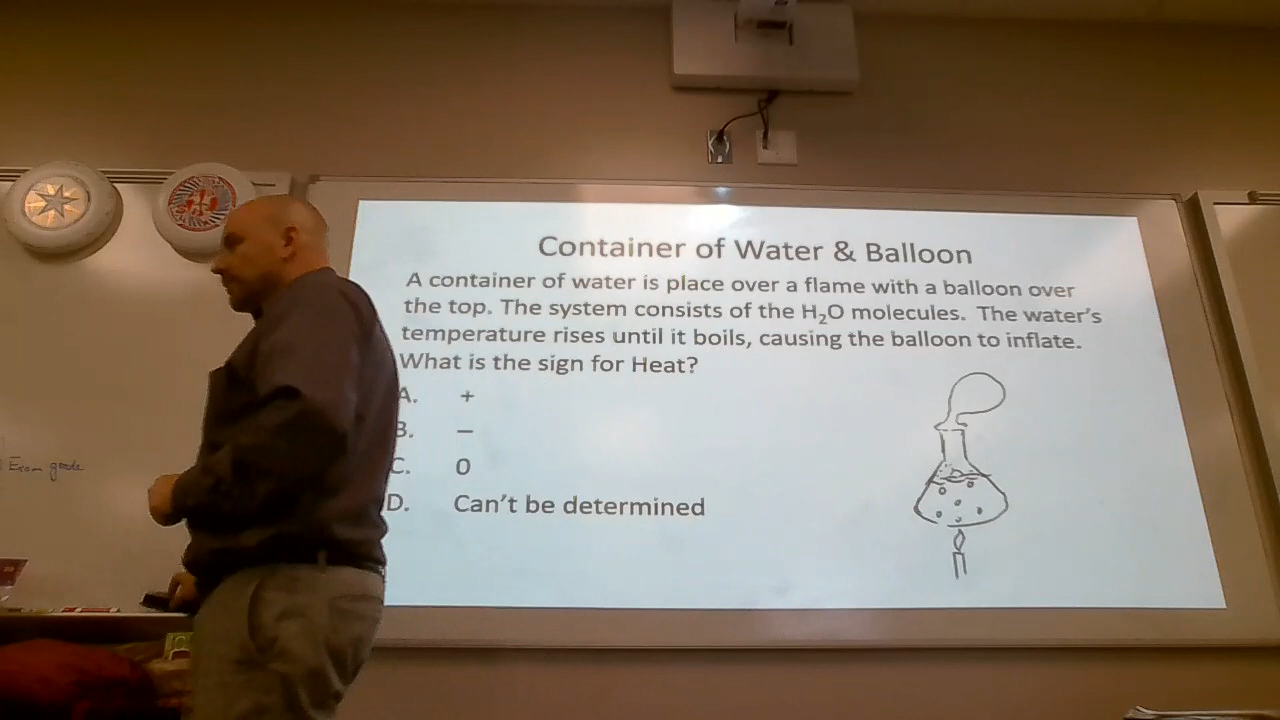 Container of Water & Balloon
A container of water is place over a flame with a balloon over
the top. The system consists of the H₂O molecules. The water's
temperature rises until it boils, causing the balloon to inflate.
What is the sign for Heat?
A. +
B. –
C. 0
D. Can't be determined
Exam grade